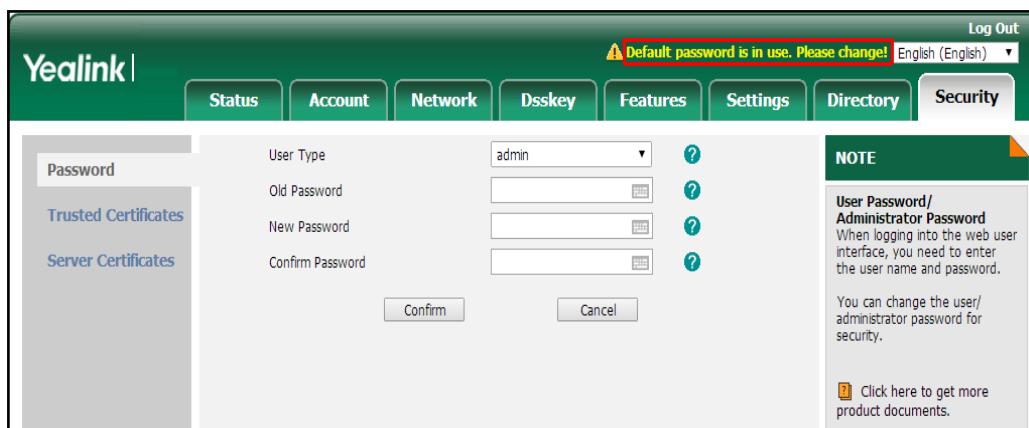 Log Out
Default password is in use. Please change! English (English)
Yealink
Status Account Network Dsskey Features Settings Directory Security
Password
Trusted Certificates
Server Certificates
User Type admin
Old Password
New Password
Confirm Password
Confirm Cancel
NOTE
User Password/
Administrator Password
When logging into the web user
interface, you need to enter
the user name and password.
You can change the user/
administrator password for
security.
Click here to get more
product documents.